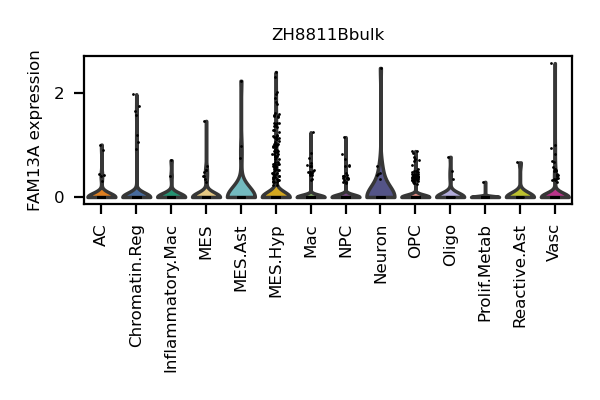 ZH8811Bbulk
FAM13A expression
2
0
AC
Chromatin.Reg
Inflammatory.Mac
MES
MES.Ast
MES.Hyp
Mac
NPC
Neuron
OPC
Oligo
Prolif.Metab
Reactive.Ast
Vasc